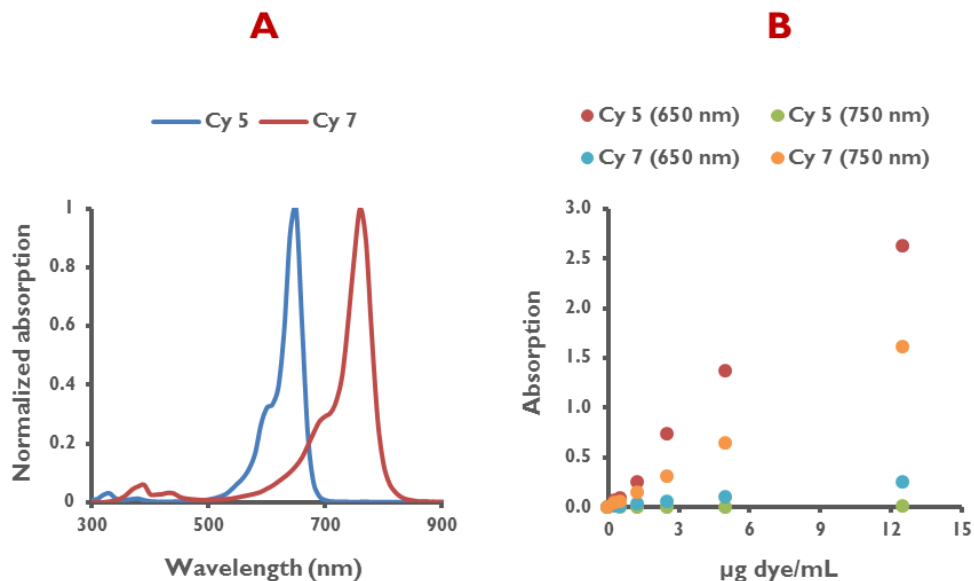 A
Cy 5
Cy 7
Normalized absorption
1
0.8
0.6
0.4
0.2
0
300
500
700
900
Wavelength (nm)
B
Cy 5 (650 nm)
Cy 5 (750 nm)
Cy 7 (650 nm)
Cy 7 (750 nm)
Absorption
3.0
2.5
2.0
1.5
1.0
0.5
0.0
0
3
6
9
12
15
µg dye/mL